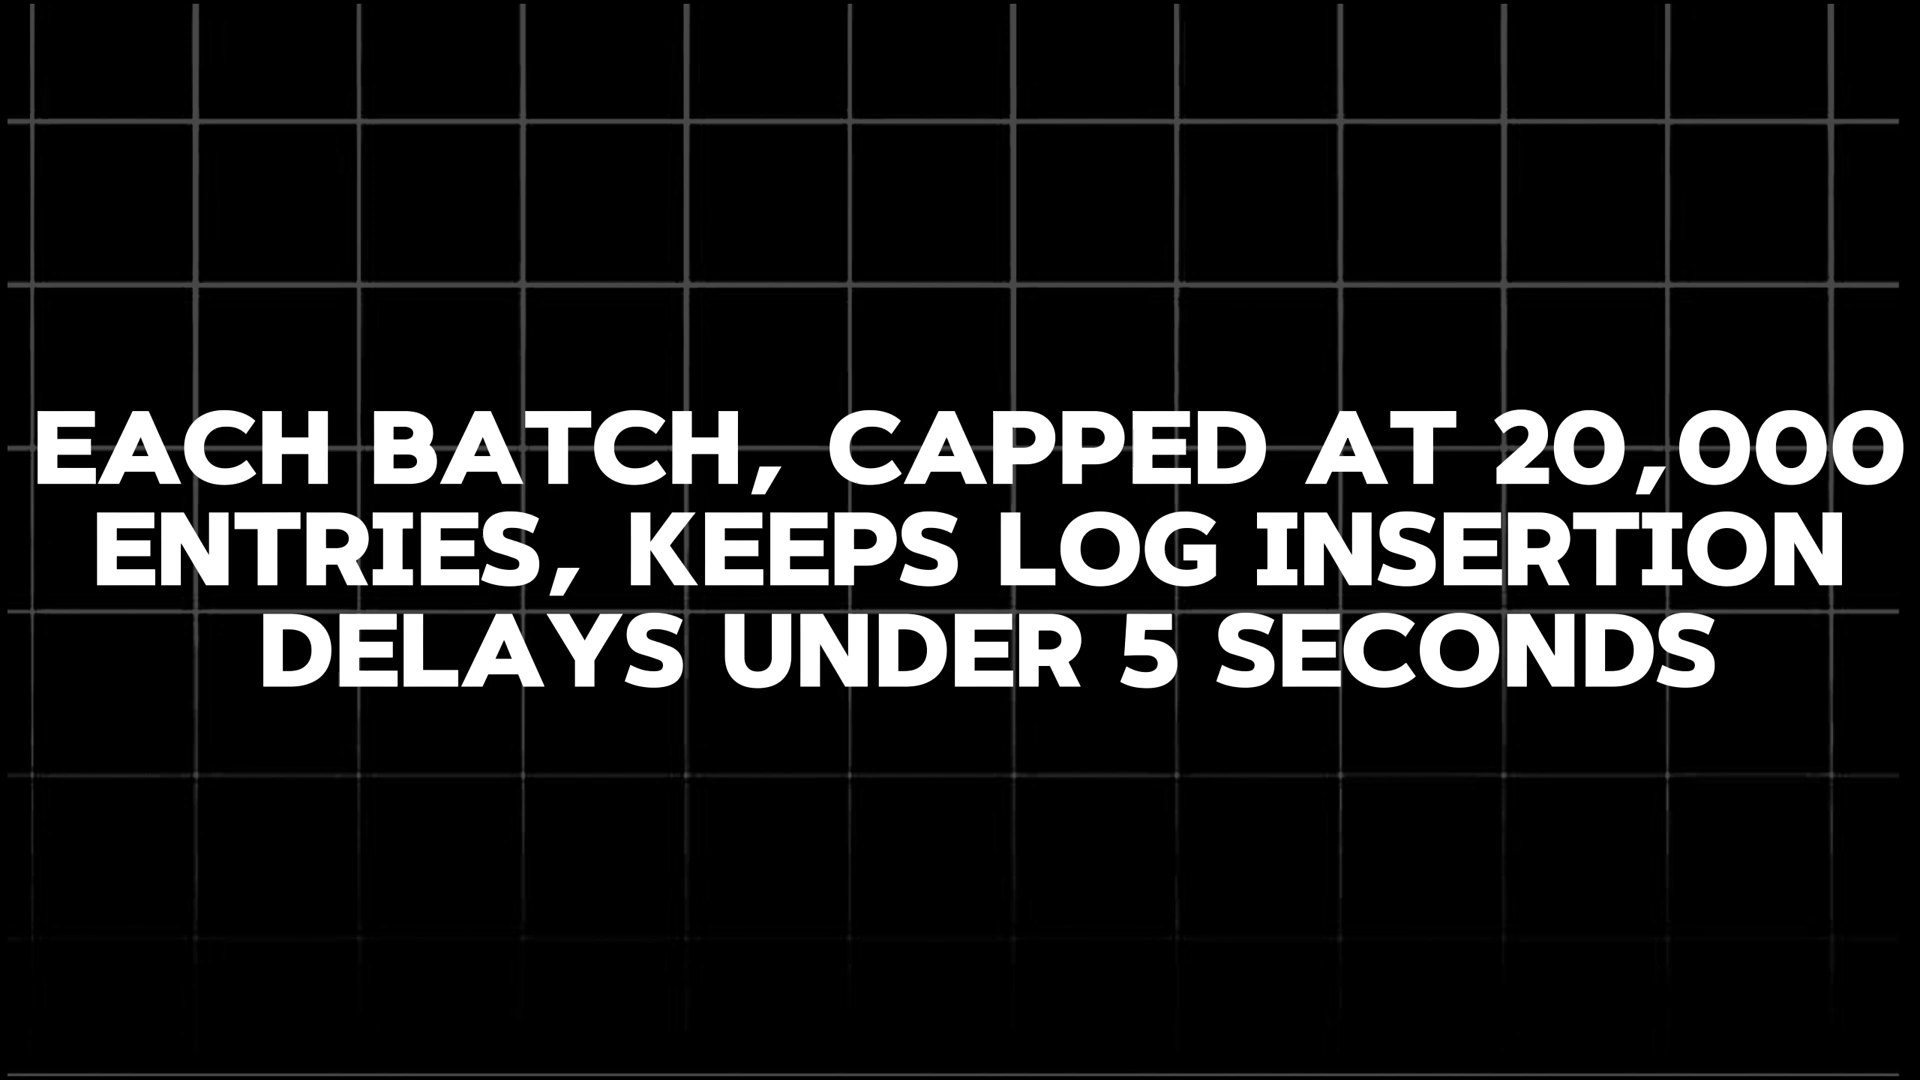 EACH BATCH, CAPPED AT 20,000
ENTRIES, KEEPS LOG INSERTION
DELAYS UNDER 5 SECONDS